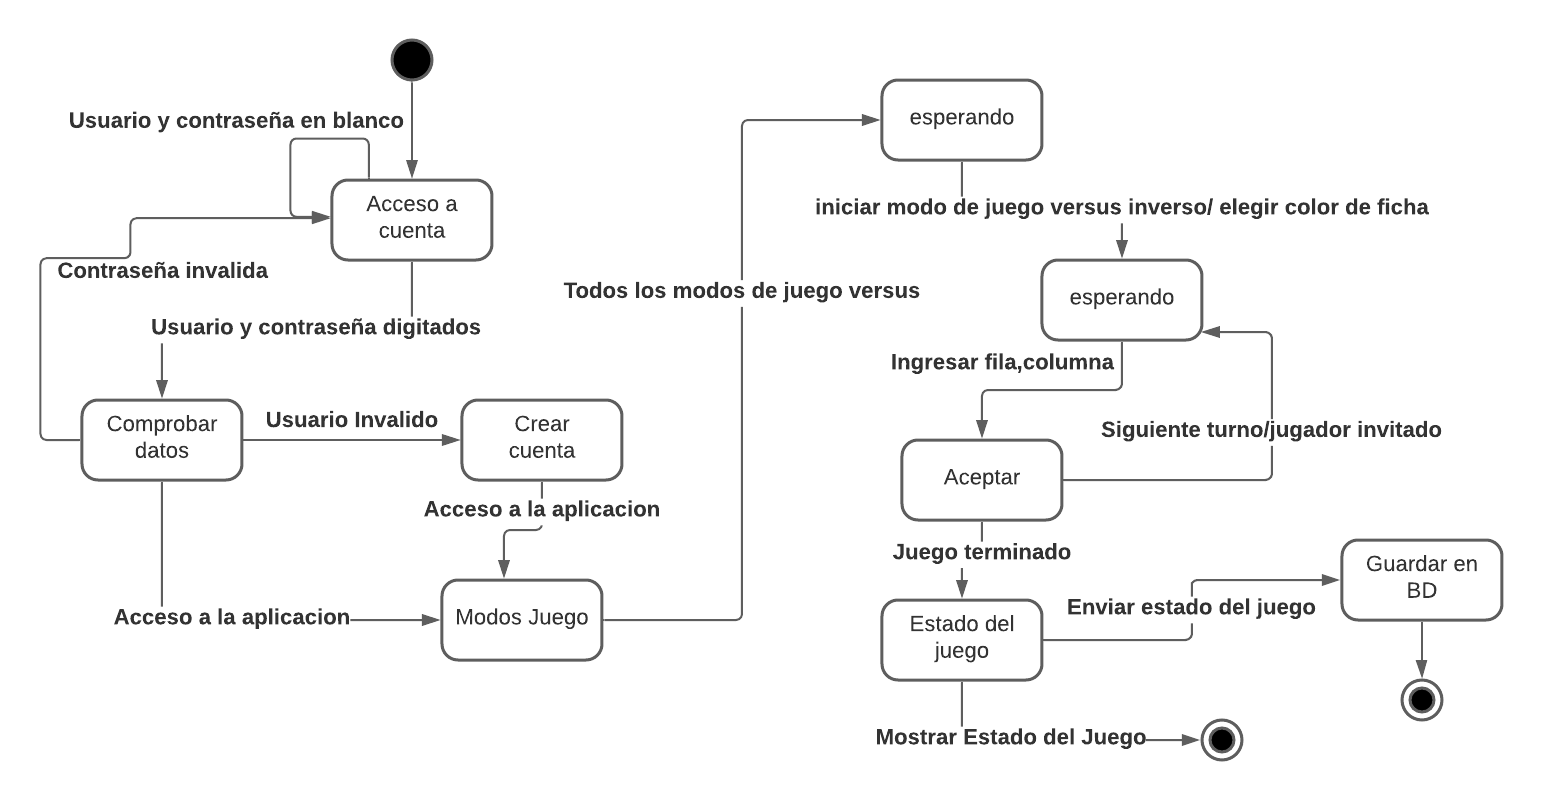 Usuario y contraseña en blanco
Acceso a
cuenta
Contraseña invalida
Usuario y contraseña digitados
Comprobar
datos
Usuario Invalido
Crear
cuenta
Acceso a la aplicacion
Acceso a la aplicacion
Modos Juego
Todos los modos de juego versus
esperando
iniciar modo de juego versus inverso/ elegir color de ficha
esperando
Ingresar fila,columna
Siguiente turno/jugador invitado
Aceptar
Juego terminado
Estado del
juego
Enviar estado del juego
Guardar en
BD
Mostrar Estado del Juego